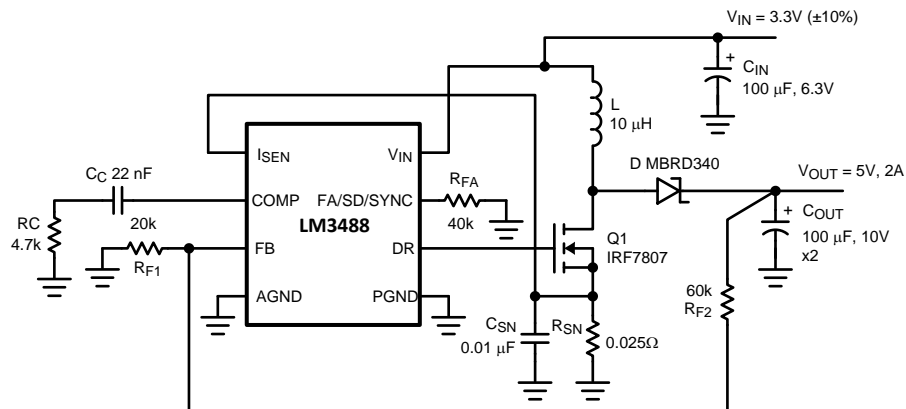 V_IN = 3.3V (±10%)
+
C_IN
100 μF, 6.3V
L
10 μH
I_SEN
V_IN
D MBRD340
V_OUT = 5V, 2A
C_C 22 nF
COMP
FA/SD/SYNC
R_FA
40k
LM3488
+
C_OUT
100 μF, 10V
x2
RC
4.7k
20k
R_F1
FB
DR
Q1
IRF7807
AGND
PGND
60k
R_F2
C_SN
0.01 μF
R_SN
0.025Ω